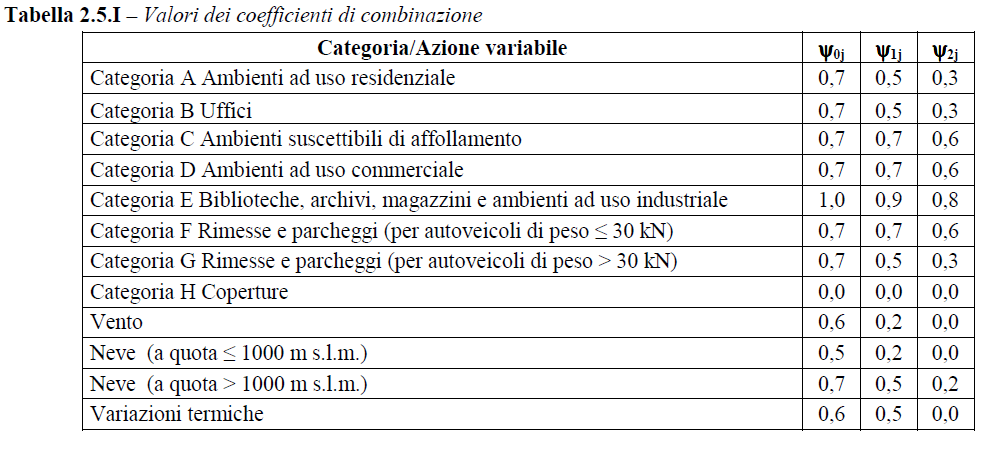 Tabella 2.5.I – Valori dei coefficienti di combinazione
Categoria/Azione variabile ψ0j ψ1j ψ2j
Categoria A Ambienti ad uso residenziale 0,7 0,5 0,3
Categoria B Uffici 0,7 0,5 0,3
Categoria C Ambienti suscettibili di affollamento 0,7 0,7 0,6
Categoria D Ambienti ad uso commerciale 0,7 0,7 0,6
Categoria E Biblioteche, archivi, magazzini e ambienti ad uso industriale 1,0 0,9 0,8
Categoria F Rimesse e parcheggi (per autoveicoli di peso ≤ 30 kN) 0,7 0,7 0,6
Categoria G Rimesse e parcheggi (per autoveicoli di peso > 30 kN) 0,7 0,5 0,3
Categoria H Coperture 0,0 0,0 0,0
Vento 0,6 0,2 0,0
Neve (a quota ≤ 1000 m s.l.m.) 0,5 0,2 0,0
Neve (a quota > 1000 m s.l.m.) 0,7 0,5 0,2
Variazioni termiche 0,6 0,5 0,0